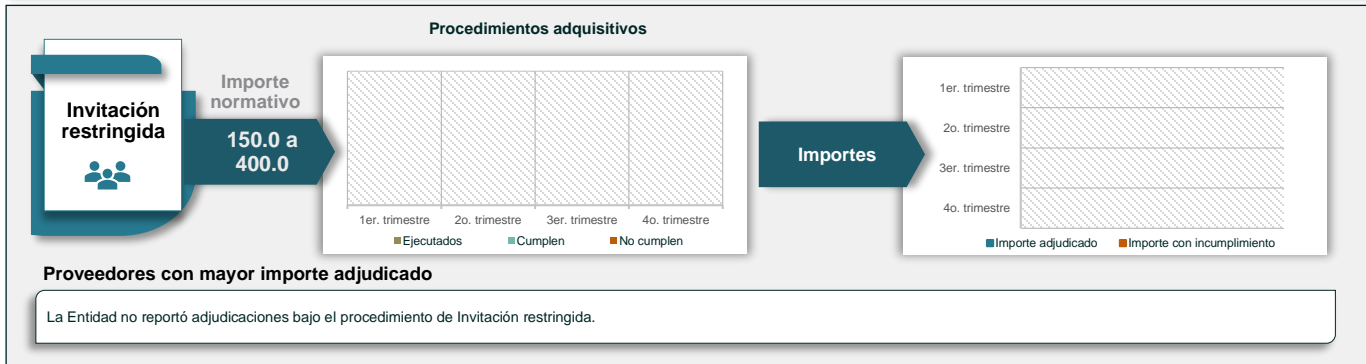 Procedimientos adquisitivos
Invitación
restringida
Importe
normativo
150.0 a
400.0
1er. trimestre
2o. trimestre
3er. trimestre
4o. trimestre
Ejecutados
Cumplen
No cumplen
Importes
1er. trimestre
2o. trimestre
3er. trimestre
4o. trimestre
Importe adjudicado
Importe con incumplimiento
Proveedores con mayor importe adjudicado
La Entidad no reportó adjudicaciones bajo el procedimiento de Invitación restringida.